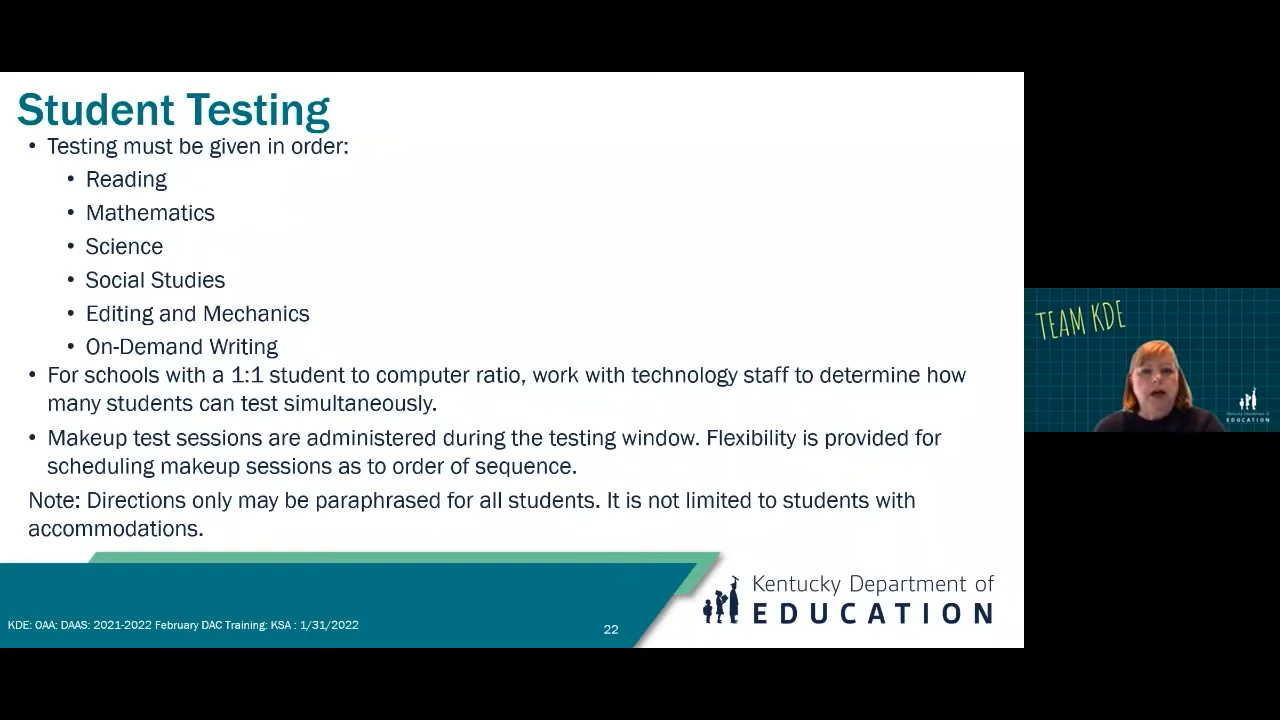 Student Testing
• Testing must be given in order:
• Reading
• Mathematics
• Science
• Social Studies
• Editing and Mechanics
• On-Demand Writing
• For schools with a 1:1 student to computer ratio, work with technology staff to determine how
many students can test simultaneously.
• Makeup test sessions are administered during the testing window. Flexibility is provided for
scheduling makeup sessions as to order of sequence.
Note: Directions only may be paraphrased for all students. It is not limited to students with
accommodations.
KDE: OAA: DAAS: 2021-2022 February DAC Training: KSA : 1/31/2022
22
Kentucky Department of
EDUCATION
TEAM KDE
Kentucky Department of
EDUCATION